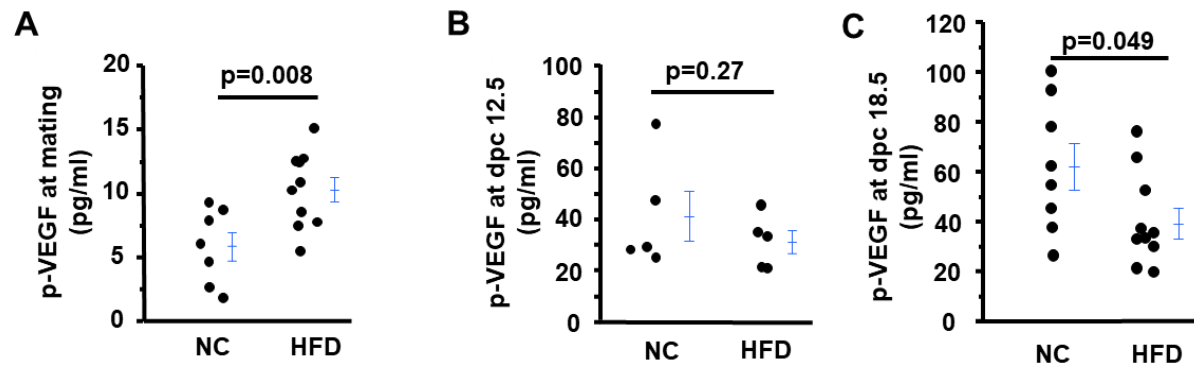 A
p-VEGF at mating
(pg/ml)
20
15
10
5
0
p=0.008
NC HFD
B
p-VEGF at dpc 12.5
(pg/ml)
100
80
60
40
20
0
p=0.27
NC HFD
C
p-VEGF at dpc 18.5
(pg/ml)
120
100
80
60
40
20
0
p=0.049
NC HFD